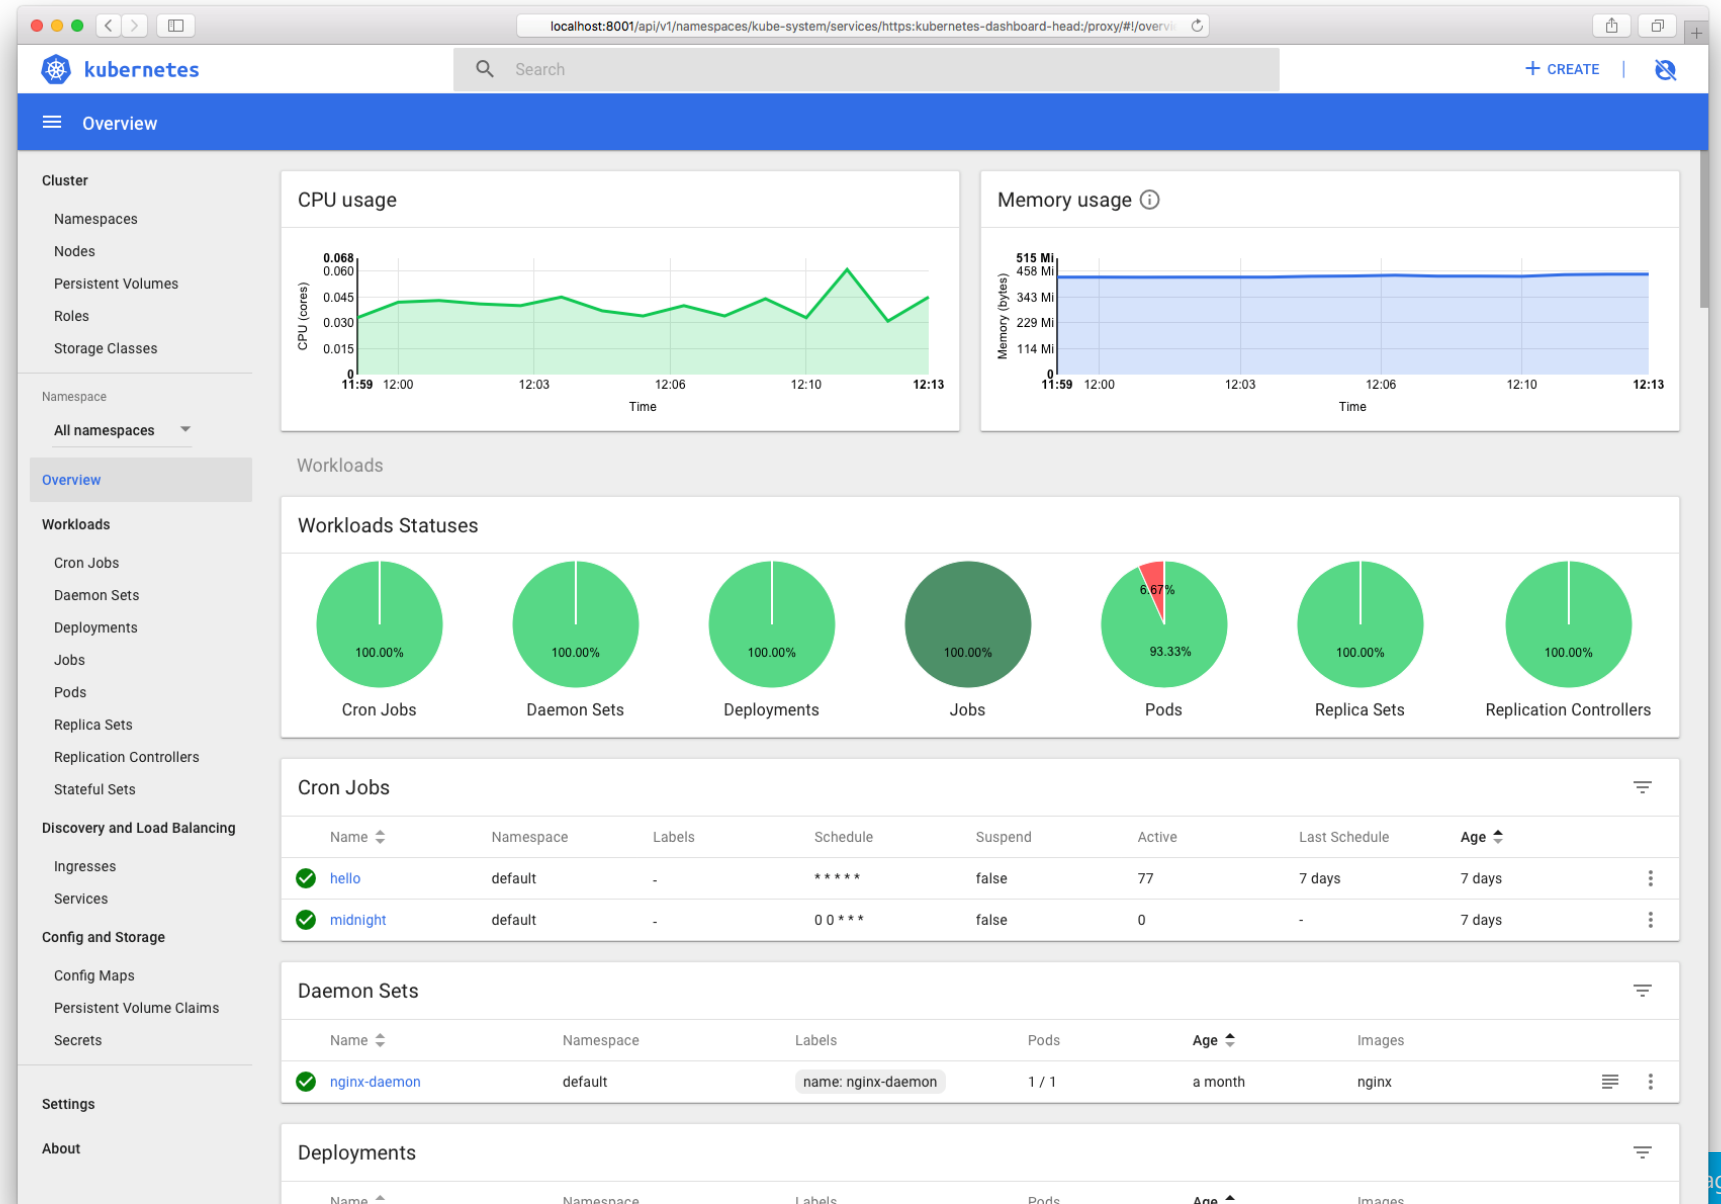 localhost:8001/api/v1/namespaces/kube-system/services/https:kubernetes-dashboard-head:/proxy/#!/overvi
kubernetes
Search
+ CREATE
Overview
Cluster
Namespaces
Nodes
Persistent Volumes
Roles
Storage Classes
Namespace
All namespaces
Overview
Workloads
Cron Jobs
Daemon Sets
Deployments
Jobs
Pods
Replica Sets
Replication Controllers
Stateful Sets
Discovery and Load Balancing
Ingresses
Services
Config and Storage
Config Maps
Persistent Volume Claims
Secrets
Settings
About
CPU usage
CPU (cores)
0.068
0.060
0.045
0.030
0.015
0
11:59 12:00 12:03 12:06 12:10 12:13
Time
Memory usage
Memory (bytes)
515 Mi
458 Mi
343 Mi
229 Mi
114 Mi
0
11:59 12:00 12:03 12:06 12:10 12:13
Time
Workloads
Workloads Statuses
6.67%
100.00% 100.00% 100.00% 100.00% 93.33% 100.00% 100.00%
Cron Jobs Daemon Sets Deployments Jobs Pods Replica Sets Replication Controllers
Cron Jobs
Name Namespace Labels Schedule Suspend Active Last Schedule Age
hello default - * * * * * false 77 7 days 7 days
midnight default - 0 0 * * * false 0 - 7 days
Daemon Sets
Name Namespace Labels Pods Age Images
nginx-daemon default name: nginx-daemon 1 / 1 a month nginx
Deployments
Name Namespace Labels Pods Age Images